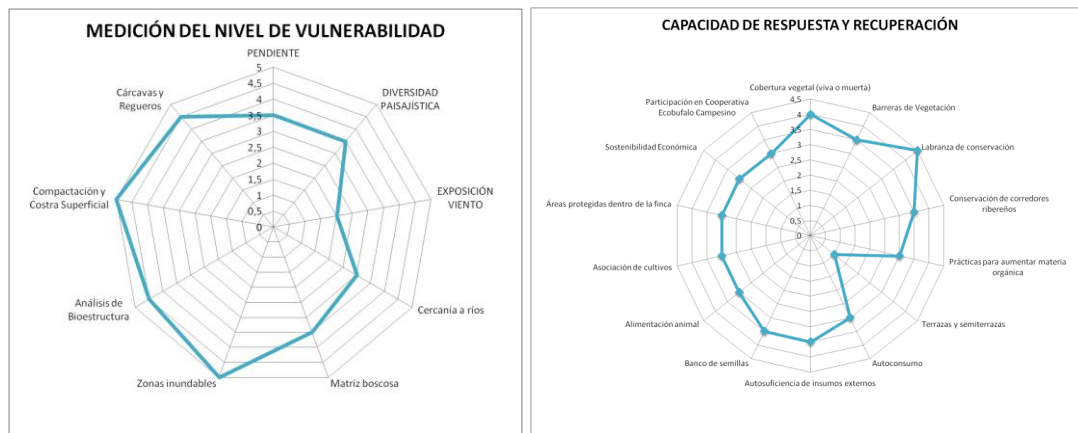 MEDICIÓN DEL NIVEL DE VULNERABILIDAD
PENDIENTE
DIVERSIDAD
PAISAJÍSTICA
EXPOSICIÓN
VIENTO
Cercanía a ríos
Matriz boscosa
Zonas inundables
Análisis de
Bioestructura
Compactación y
Costra Superficial
Cárcavas y
Regueros
5
4,5
4
3,5
3
2,5
2
1,5
1
0,5
0
CAPACIDAD DE RESPUESTA Y RECUPERACIÓN
Cobertura vegetal (viva o muerta)
Barreras de Vegetación
Labranza de conservación
Conservación de corredores
ribereños
Prácticas para aumentar materia
orgánica
Terrazas y semiterrazas
Autoconsumo
Autosuficiencia de insumos externos
Banco de semillas
Alimentación animal
Asociación de cultivos
Áreas protegidas dentro de la finca
Sostenibilidad Económica
Participación en Cooperativa
Ecobufalo Campesino
4,5
4
3,5
3
2,5
2
1,5
1
0,5
0